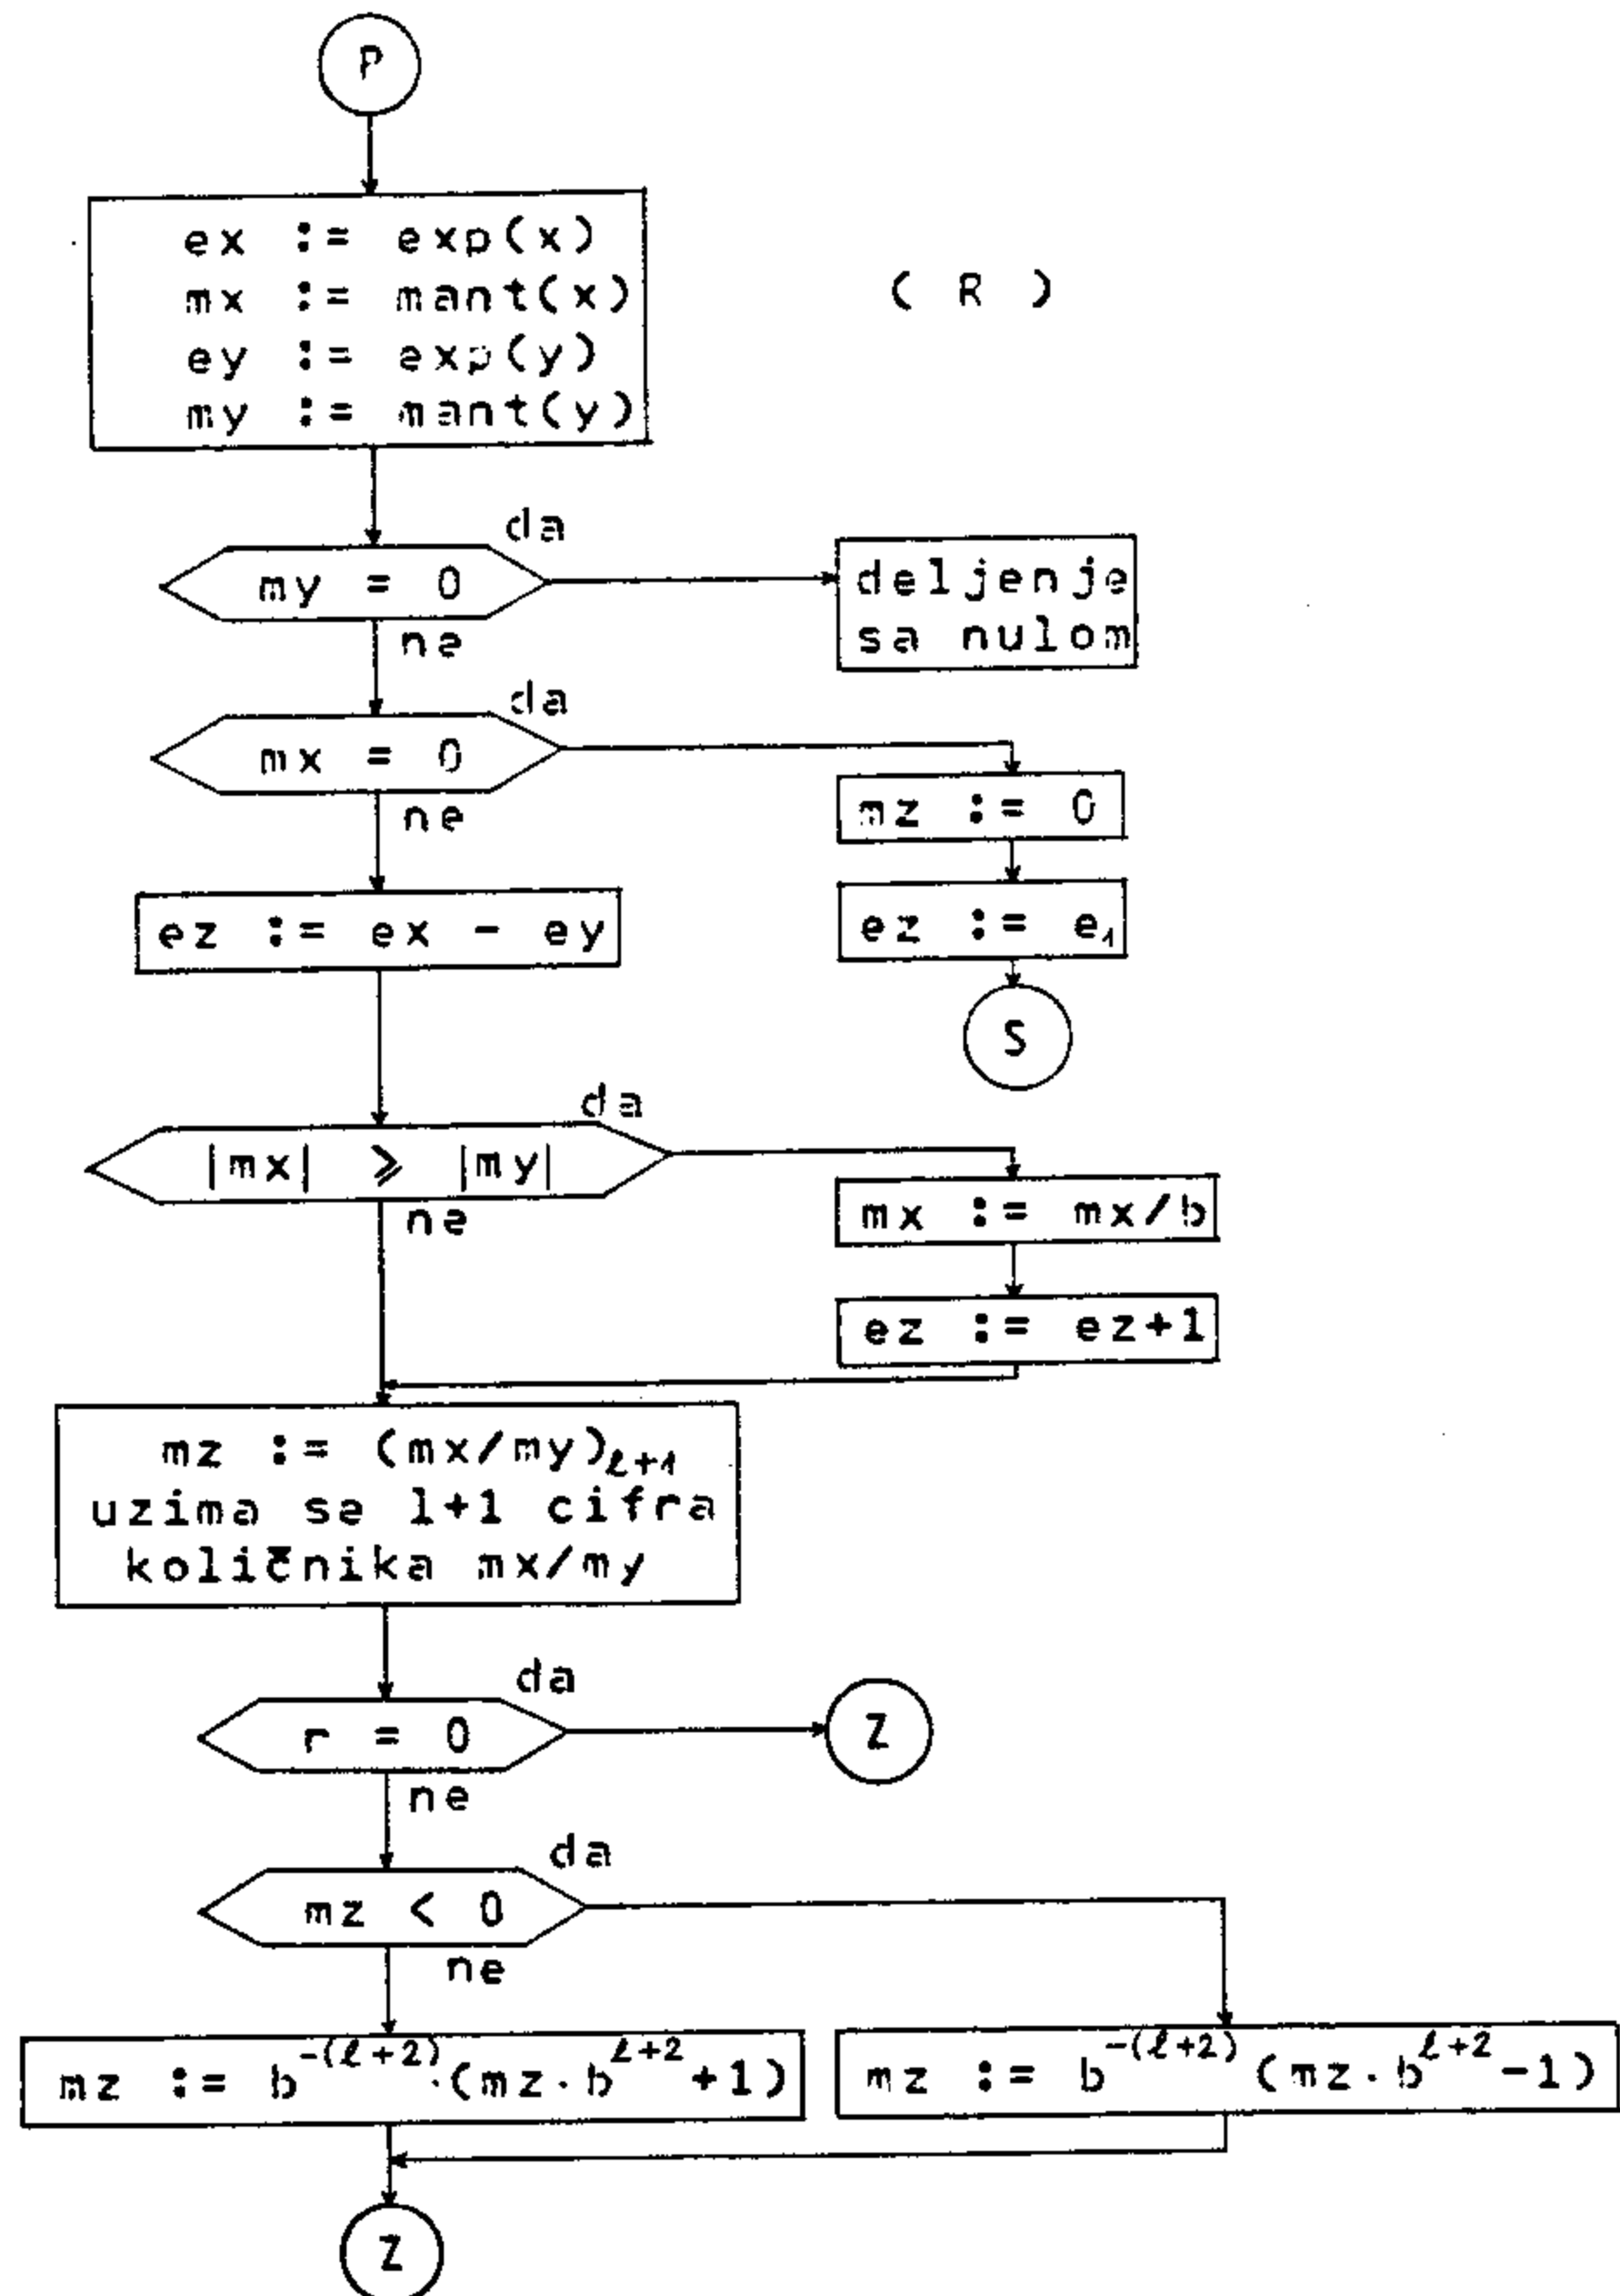 P
ex := exp(x)
mx := mant(x)
ey := exp(y)
my := mant(y)
( R )
da
my = 0
ne
deljenje
sa nulom
da
mx = 0
ne
mz := 0
ez := e₁
S
ez := ex - ey
da
|mx| ⩾ |my|
ne
mx := mx/b
ez := ez+1
mz := (mx/my)ℓ+1
uzima se l+1 cifra
količnika mx/my
da
r = 0
ne
Z
da
mz < 0
ne
mz := b^-(ℓ+2)·(mz·b^ℓ+2+1)
mz := b^-(ℓ+2)(mz·b^ℓ+2-1)
Z